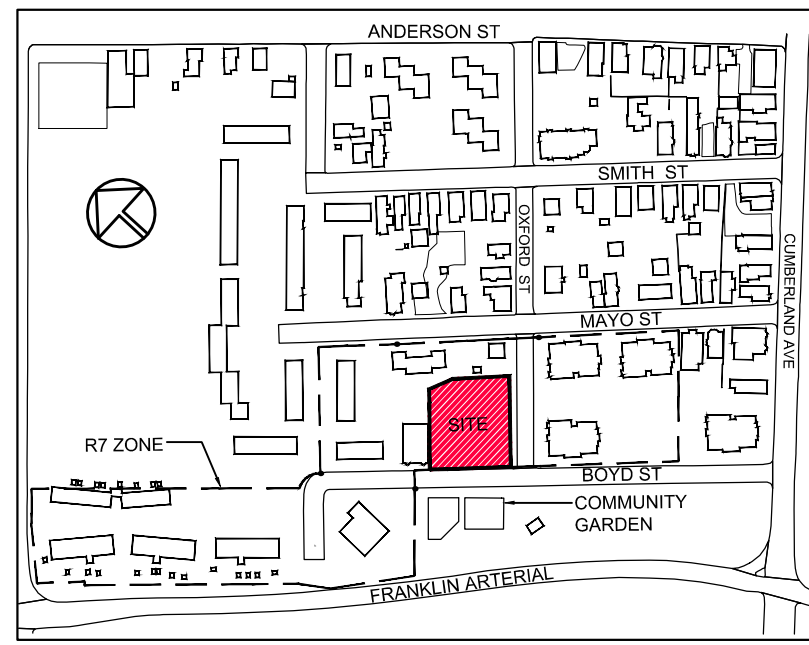 ANDERSON ST
SMITH ST
OXFORD ST
CUMBERLAND AVE
MAYO ST
SITE
R7 ZONE
BOYD ST
COMMUNITY
GARDEN
FRANKLIN ARTERIAL